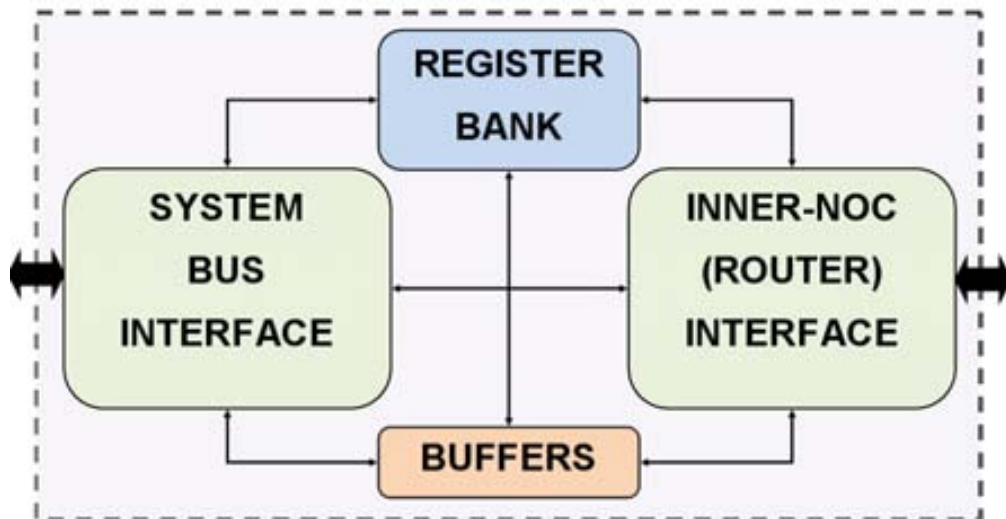 REGISTER
BANK
SYSTEM
BUS
INTERFACE
INNER-NOC
(ROUTER)
INTERFACE
BUFFERS